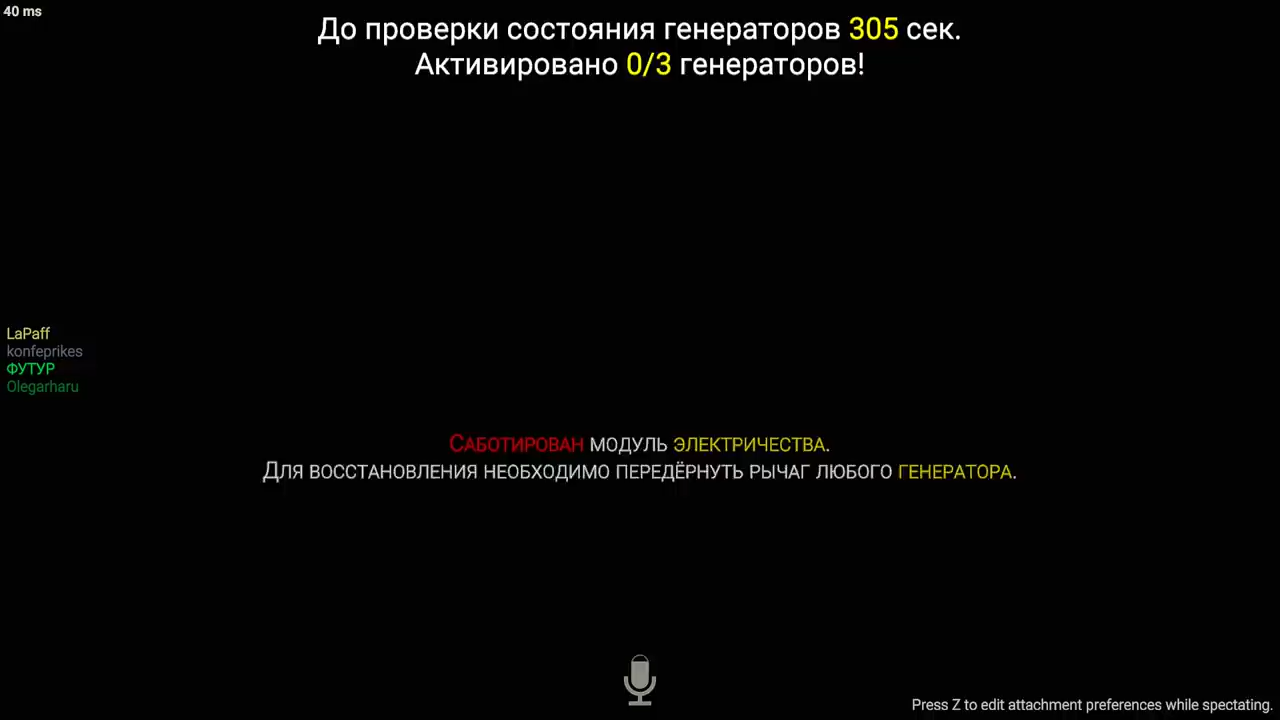 40 ms
До проверки состояния генераторов 305 сек.
Активировано 0/3 генераторов!
LaPaff
konfeprikes
ФУТУР
Olegarharu
Саботирован модуль электричества.
Для восстановления необходимо передёрнуть рычаг любого генератора.
Press Z to edit attachment preferences while spectating.